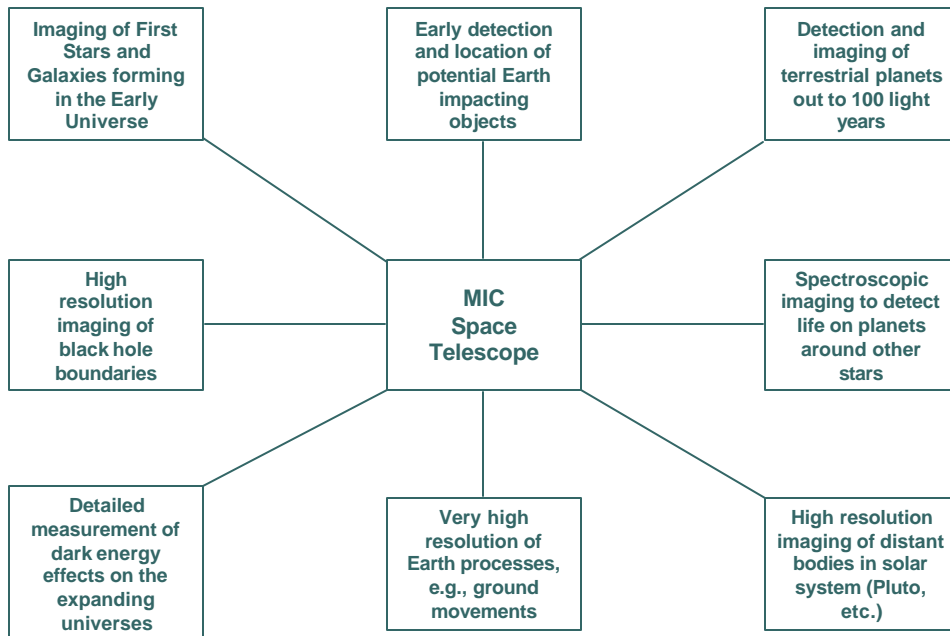 Imaging of First
Stars and
Galaxies forming
in the Early
Universe
Early detection
and location of
potential Earth
impacting
objects
Detection and
imaging of
terrestrial planets
out to 100 light
years
High
resolution
imaging of
black hole
boundaries
MIC
Space
Telescope
Spectroscopic
imaging to detect
life on planets
around other
stars
Detailed
measurement of
dark energy
effects on the
expanding
universes
Very high
resolution of
Earth processes,
e.g., ground
movements
High resolution
imaging of distant
bodies in solar
system (Pluto,
etc.)